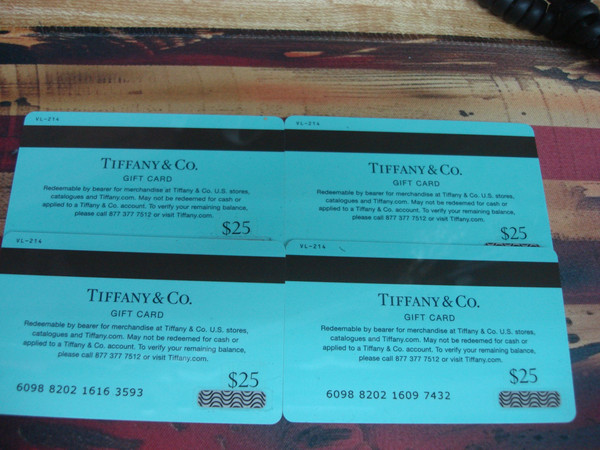 VL-214
TIFFANY & CO.
GIFT CARD
Redeemable by bearer for merchandise at Tiffany & Co. U.S. stores,
catalogues and Tiffany.com. May not be redeemed for cash or
applied to a Tiffany & Co. account. To verify your remaining balance,
please call 877 377 7512 or visit Tiffany.com.
$25
VL-214
TIFFANY & CO.
GIFT CARD
Redeemable by bearer for merchandise at Tiffany & Co. U.S. stores,
catalogues and Tiffany.com. May not be redeemed for cash or
applied to a Tiffany & Co. account. To verify your remaining balance,
please call 877 377 7512 or visit Tiffany.com.
$25
VL-214
TIFFANY & CO.
GIFT CARD
Redeemable by bearer for merchandise at Tiffany & Co. U.S. stores,
catalogues and Tiffany.com. May not be redeemed for cash or
applied to a Tiffany & Co. account. To verify your remaining balance,
please call 877 377 7512 or visit Tiffany.com.
$25
6098 8202 1616 3593
VL-214
TIFFANY & CO.
GIFT CARD
Redeemable by bearer for merchandise at Tiffany & Co. U.S. stores,
catalogues and Tiffany.com. May not be redeemed for cash or
applied to a Tiffany & Co. account. To verify your remaining balance,
please call 877 377 7512 or visit Tiffany.com.
$25
6098 8202 1609 7432